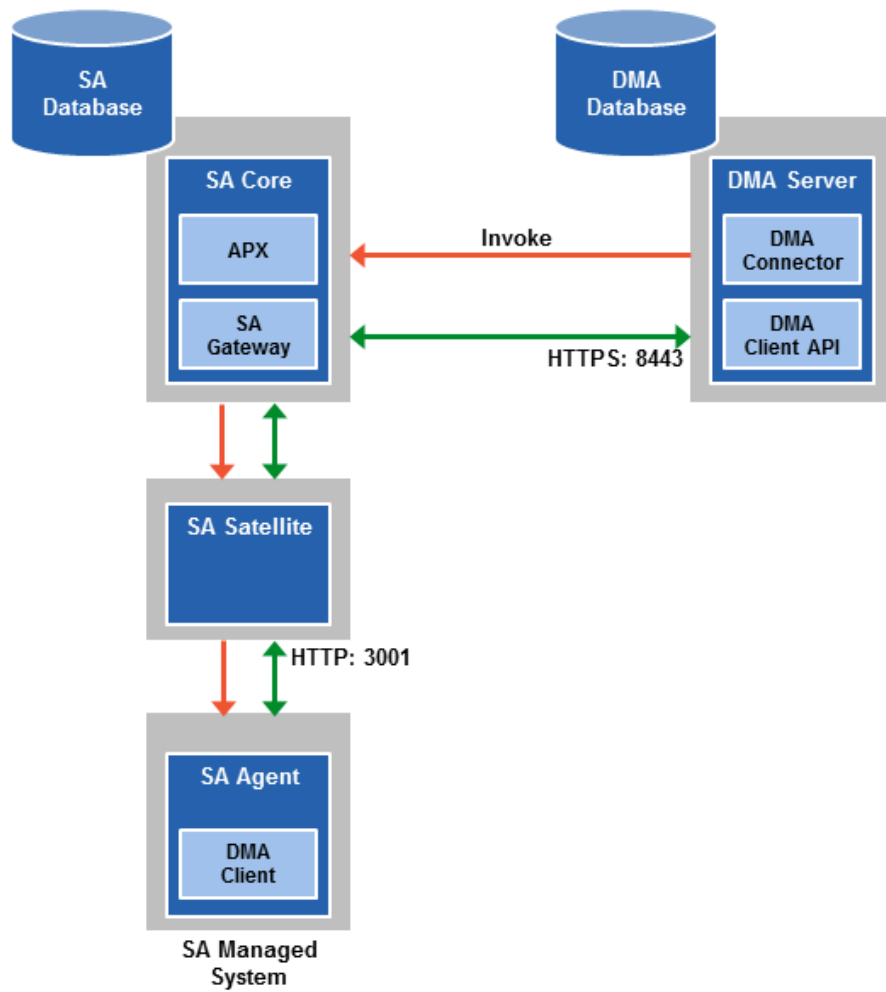 SA
Database
DMA
Database
SA Core
APX
SA
Gateway
Invoke
HTTPS: 8443
DMA Server
DMA
Connector
DMA
Client API
SA Satellite
HTTP: 3001
SA Agent
DMA
Client
SA Managed
System